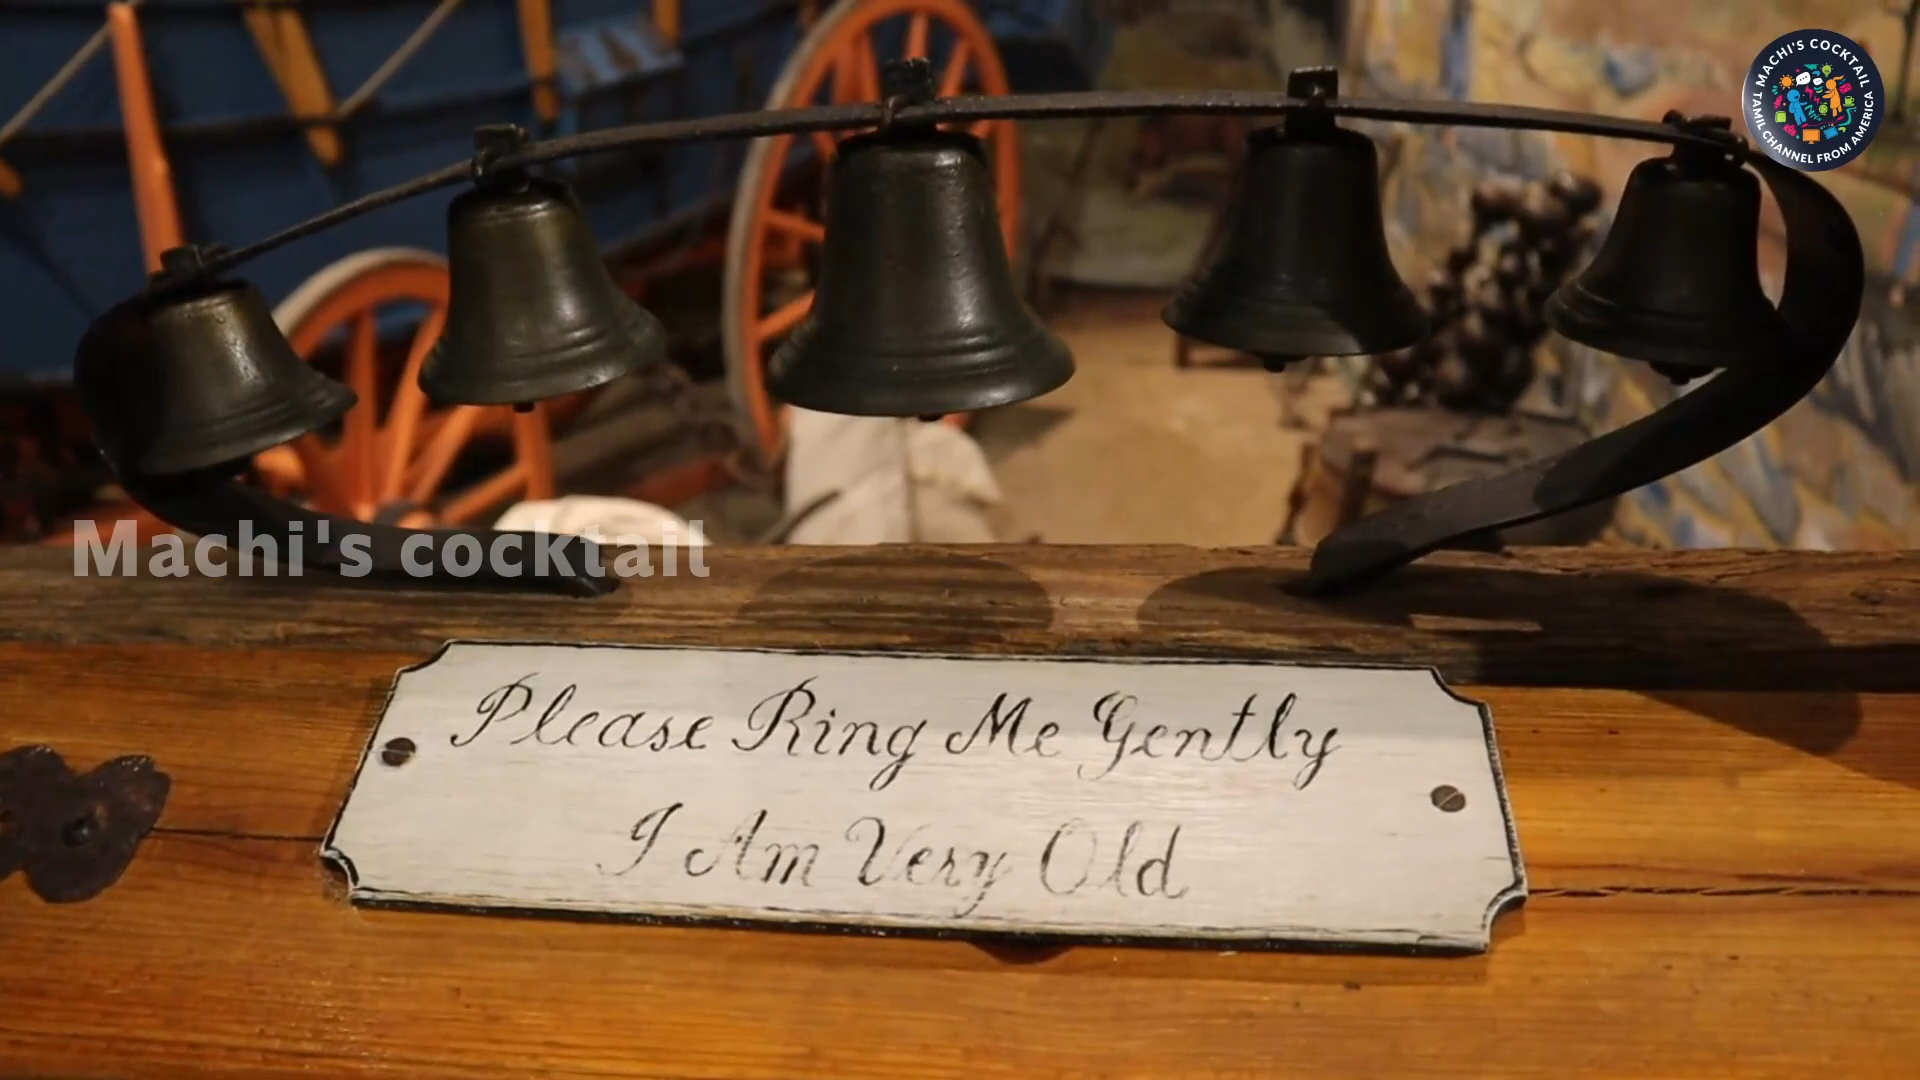 MACHI'S COCKTAIL
TAMIL CHANNEL FROM AMERICA
Machi's cocktail
Please Ring Me Gently
I Am Very Old